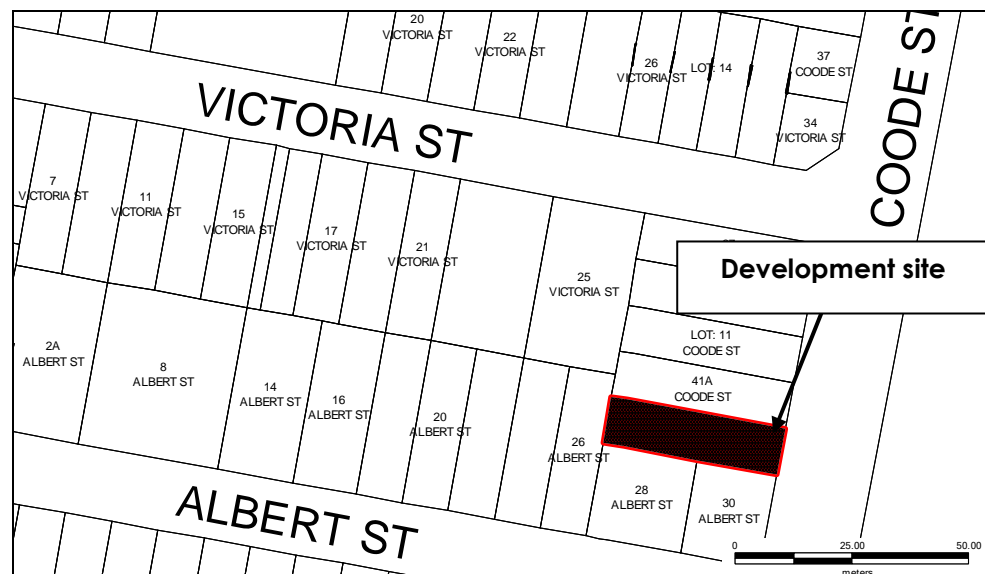 20
VICTORIA ST
22
VICTORIA ST
26
VICTORIA ST
LOT: 14
37
COODE ST
34
VICTORIA ST
COODE ST
VICTORIA ST
7
VICTORIA ST
11
VICTORIA ST
15
VICTORIA ST
17
VICTORIA ST
21
VICTORIA ST
25
VICTORIA ST
Development site
LOT: 11
COODE ST
41A
COODE ST
2A
ALBERT ST
8
ALBERT ST
14
ALBERT ST
16
ALBERT ST
20
ALBERT ST
26
ALBERT ST
28
ALBERT ST
30
ALBERT ST
ALBERT ST
0
25.00
50.00
meters